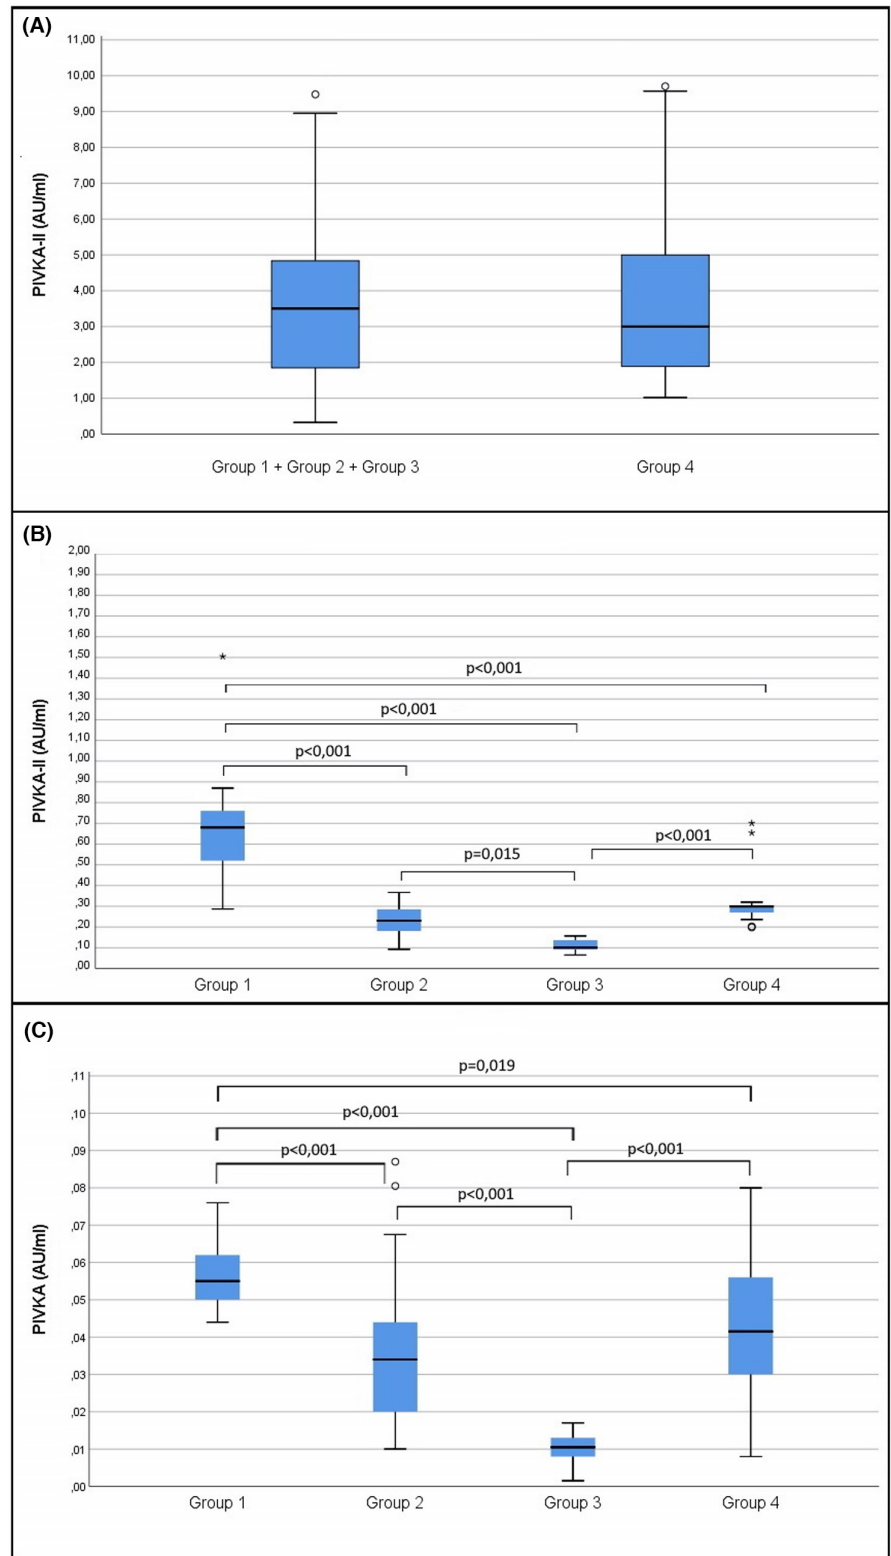 (A)
PIVKA-II (AU/ml)
11,00
10,00
9,00
8,00
7,00
6,00
5,00
4,00
3,00
2,00
1,00
,00
Group 1 + Group 2 + Group 3
Group 4
(B)
PIVKA-II (AU/ml)
2,00
1,90
1,80
1,70
1,60
1,50
1,40
1,30
1,20
1,10
1,00
,90
,80
,70
,60
,50
,40
,30
,20
,10
,00
p<0,001
p<0,001
p<0,001
p<0,001
p=0,015
Group 1
Group 2
Group 3
Group 4
(C)
PIVKA (AU/ml)
,11
,10
,09
,08
,07
,06
,05
,04
,03
,02
,01
,00
p=0,019
p<0,001
p<0,001
p<0,001
p<0,001
Group 1
Group 2
Group 3
Group 4